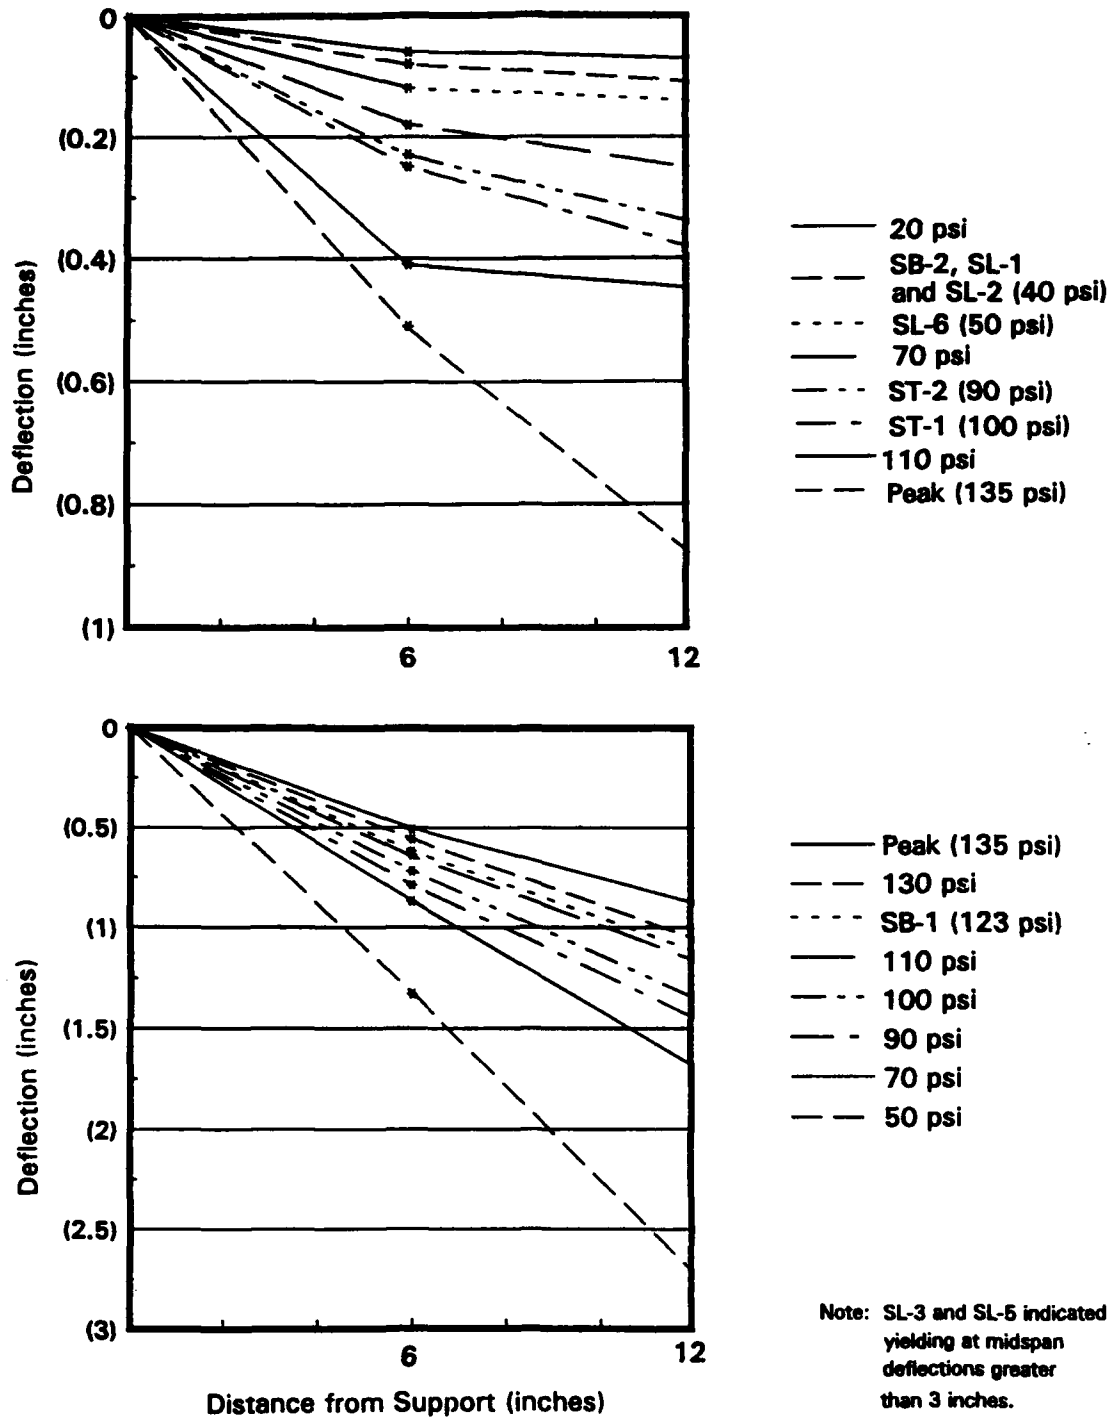 0
(0.2)
(0.4)
(0.6)
(0.8)
(1)
Deflection (inches)
6
12
20 psi
SB-2, SL-1
and SL-2 (40 psi)
SL-6 (50 psi)
70 psi
ST-2 (90 psi)
ST-1 (100 psi)
110 psi
Peak (135 psi)
0
(0.5)
(1)
(1.5)
(2)
(2.5)
(3)
Deflection (inches)
6
12
Distance from Support (inches)
Peak (135 psi)
130 psi
SB-1 (123 psi)
110 psi
100 psi
90 psi
70 psi
50 psi
Note: SL-3 and SL-5 indicated
yielding at midspan
deflections greater
than 3 inches.